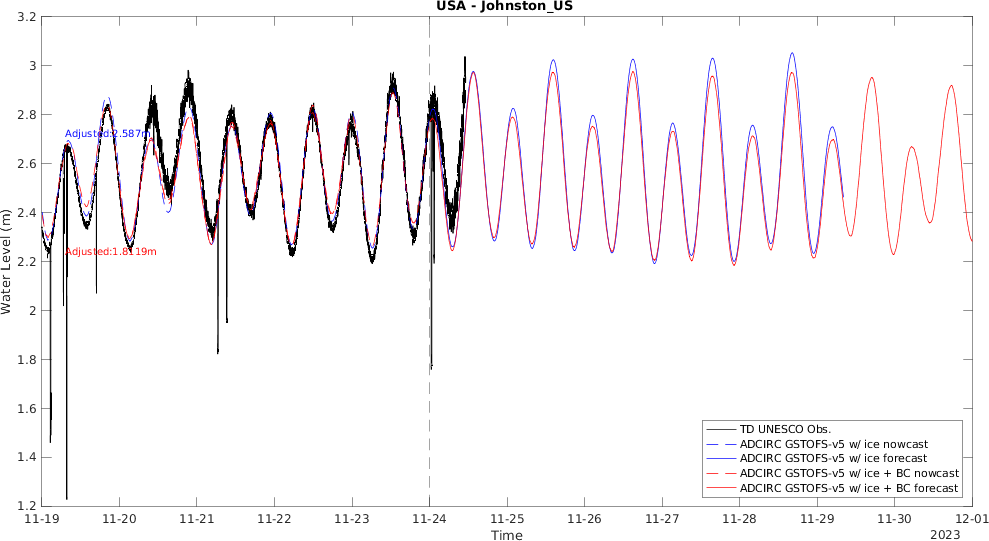 USA - Johnston_US
3.2
3
2.8
2.6
2.4
2.2
2
1.8
1.6
1.4
1.2
Water Level (m)
Adjusted:2.587m
Adjusted:1.8119m
TD UNESCO Obs.
ADCIRC GSTOFS-v5 w/ ice nowcast
ADCIRC GSTOFS-v5 w/ ice forecast
ADCIRC GSTOFS-v5 w/ ice + BC nowcast
ADCIRC GSTOFS-v5 w/ ice + BC forecast
11-19 11-20 11-21 11-22 11-23 11-24 11-25 11-26 11-27 11-28 11-29 11-30 12-01
Time
2023